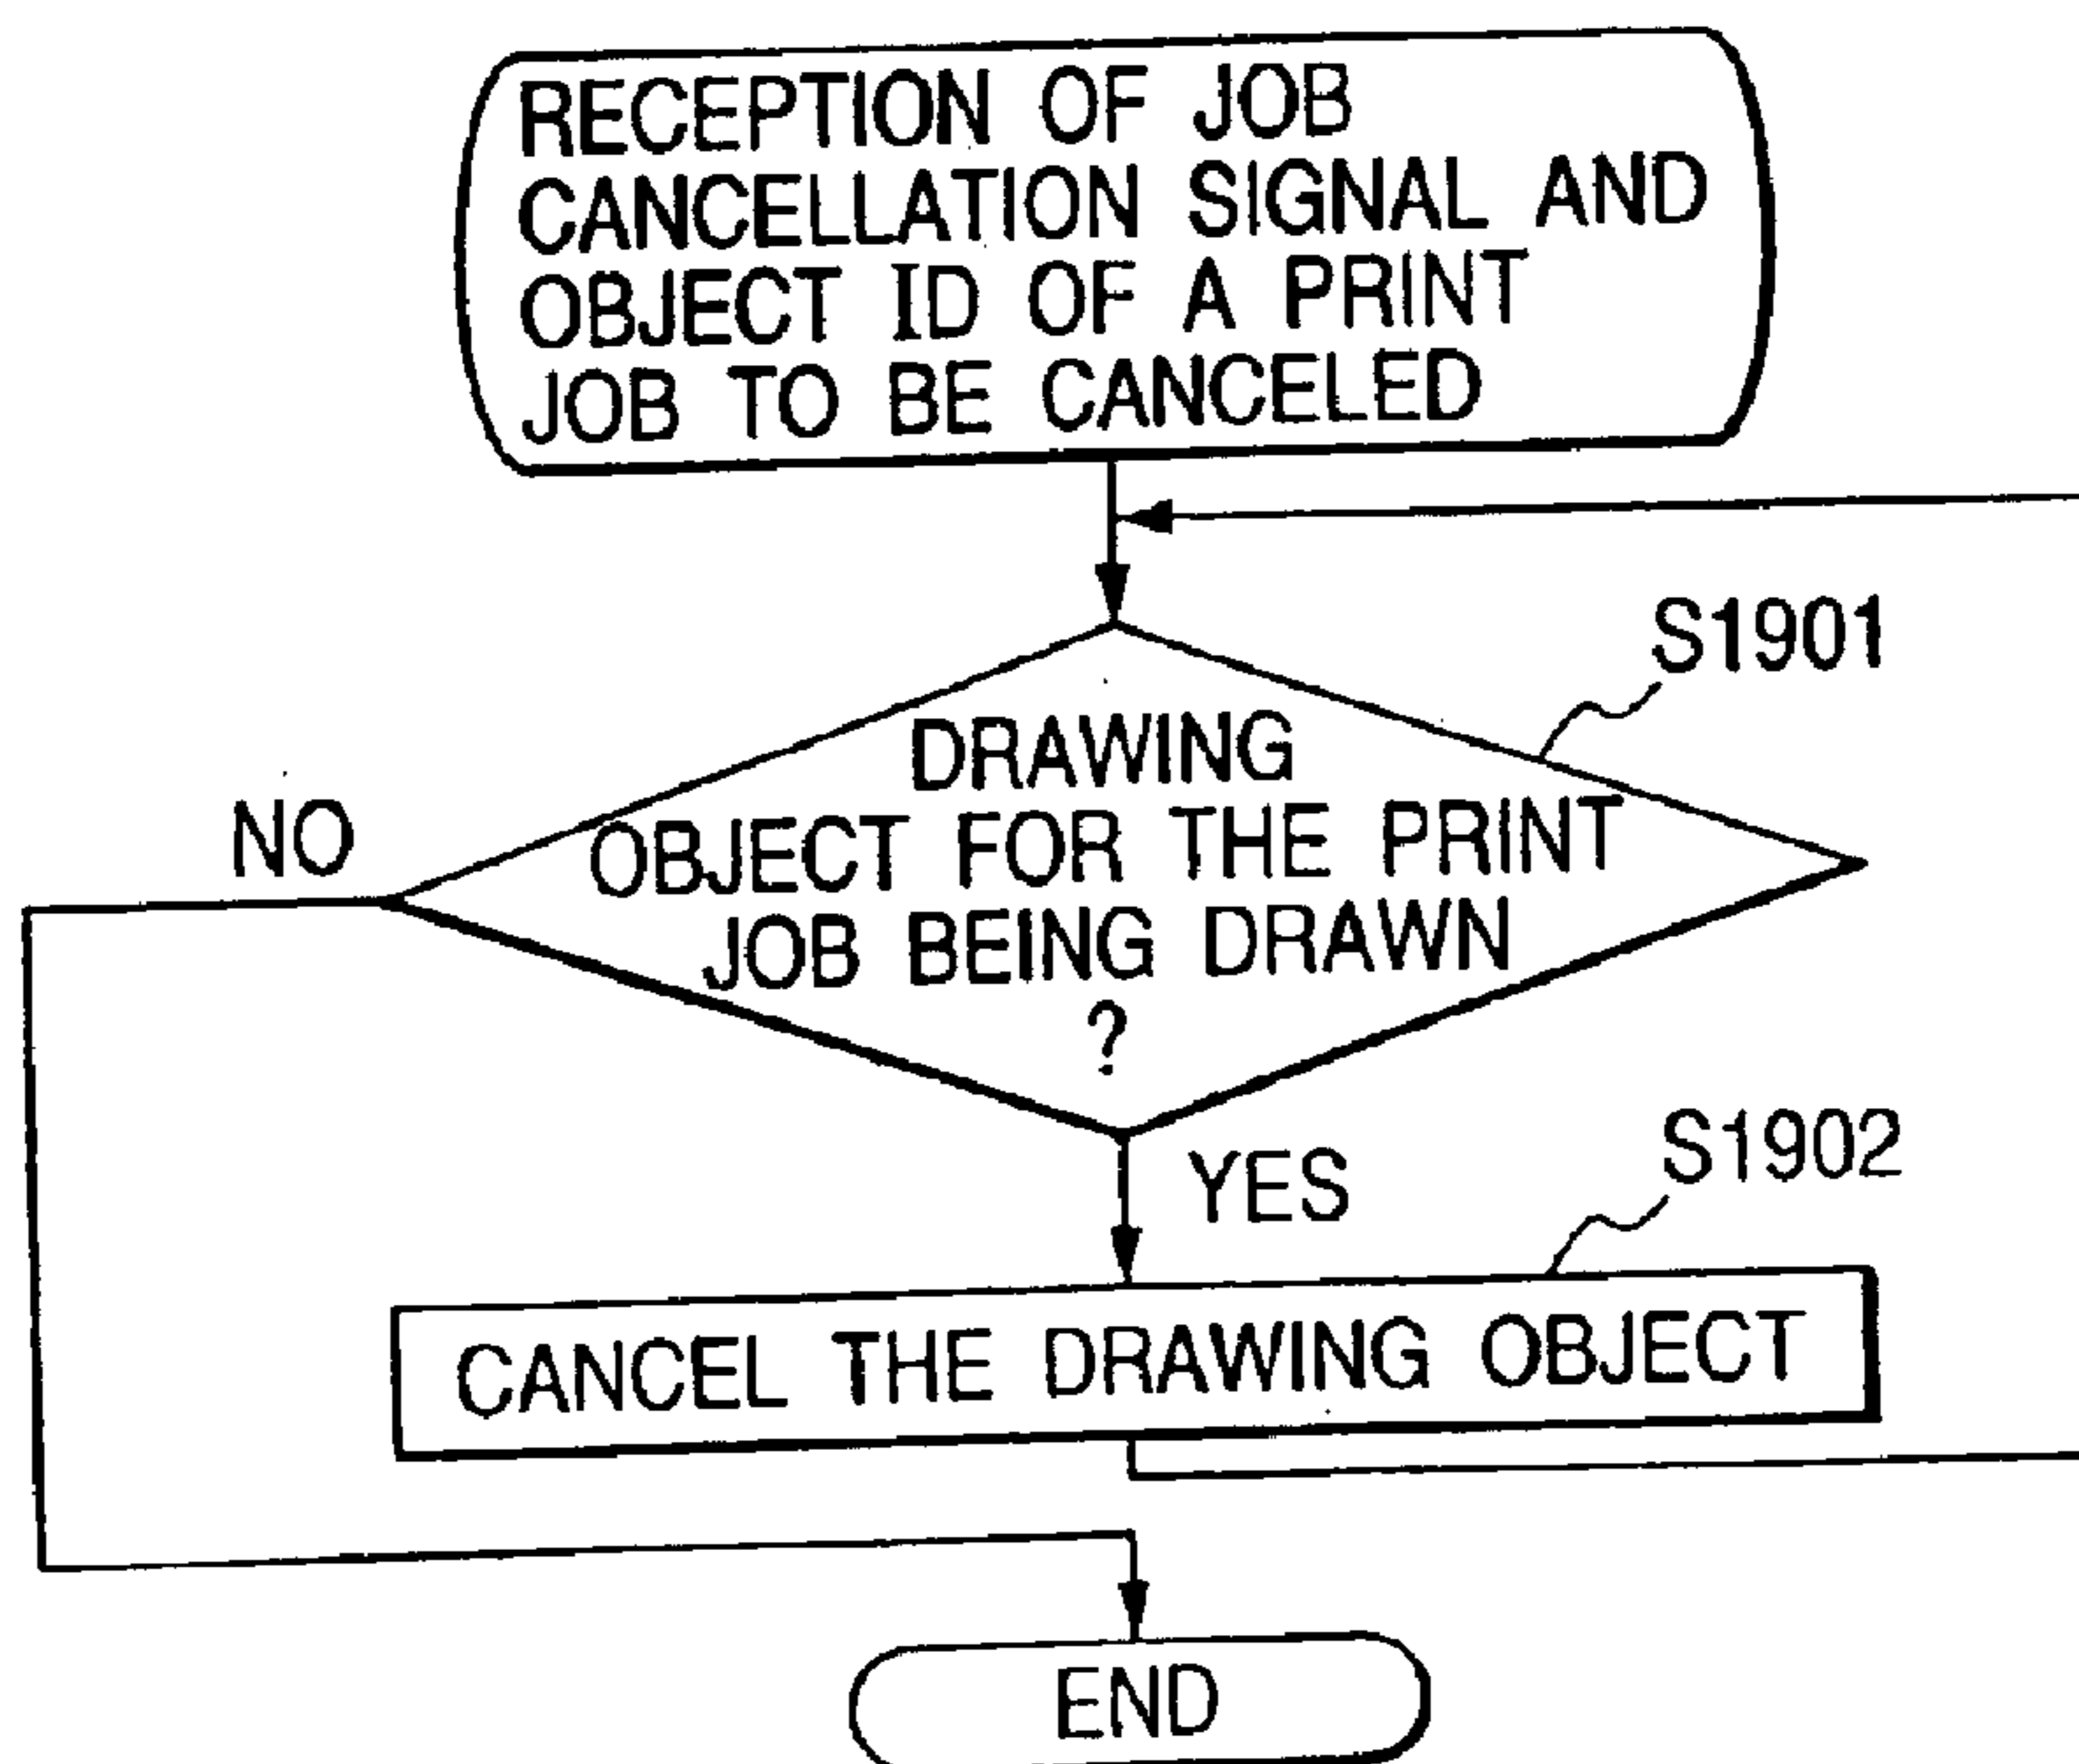 RECEPTION OF JOB
CANCELLATION SIGNAL AND
OBJECT ID OF A PRINT
JOB TO BE CANCELED
S1901
DRAWING
OBJECT FOR THE PRINT
JOB BEING DRAWN
?
NO
YES
S1902
CANCEL THE DRAWING OBJECT
END